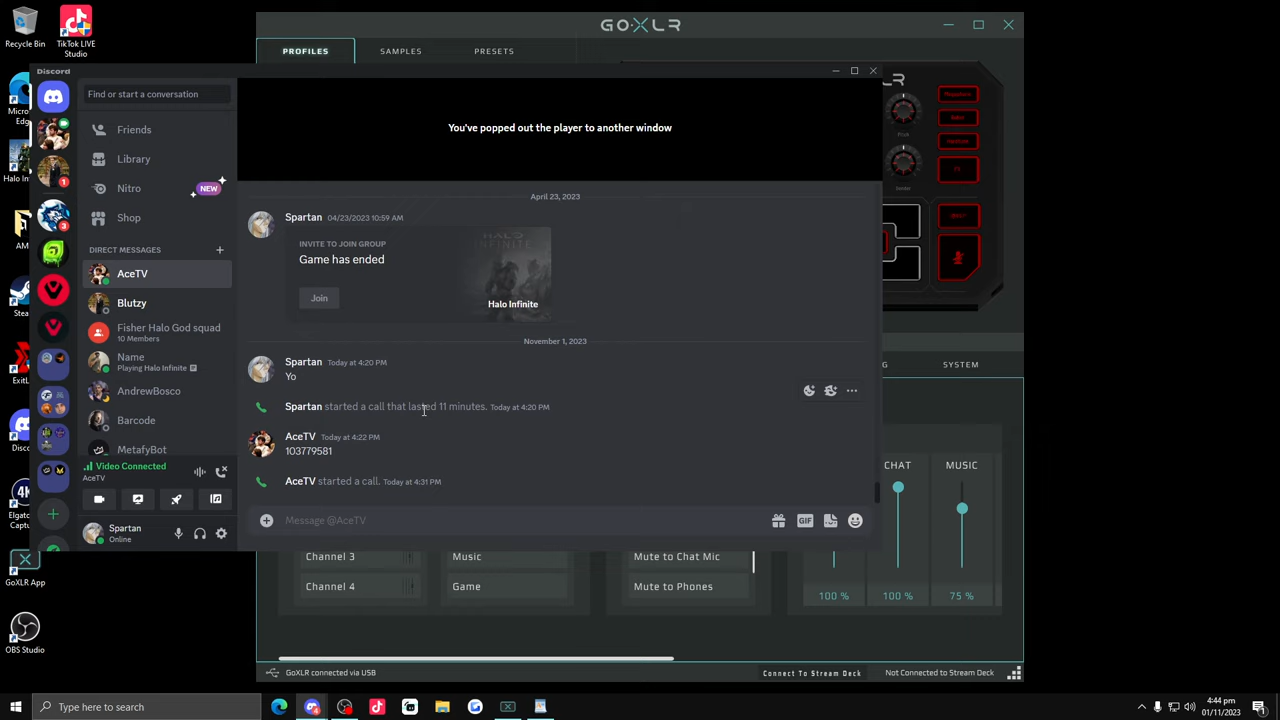 Recycle Bin
TikTok LIVE
Studio
GOXLR
PROFILES
SAMPLES
PRESETS
Discord
Find or start a conversation
Friends
Library
Nitro
NEW
Shop
DIRECT MESSAGES
AceTV
Blutzy
Fisher Halo God squad
10 Members
Name
Playing Halo Infinite
AndrewBosco
Barcode
MetafyBot
Video Connected
AceTV
Spartan
Online
You've popped out the player to another window
April 23, 2023
Spartan 04/23/2023 10:59 AM
INVITE TO JOIN GROUP
Game has ended
Join
HALO
INFINITE
Halo Infinite
November 1, 2023
Spartan Today at 4:20 PM
Yo
Spartan started a call that lasted 11 minutes. Today at 4:20 PM
AceTV Today at 4:22 PM
103779581
AceTV started a call. Today at 4:31 PM
Message @AceTV
GIF
1
3
SYSTEM
CHAT
MUSIC
Channel 3
Music
Mute to Chat Mic
Channel 4
Game
Mute to Phones
100 %
100 %
75 %
GoXLR connected via USB
Connect To Stream Deck
Not Connected to Stream Deck
GoXLR App
OBS Studio
Type here to search
4:44 pm
01/11/2023